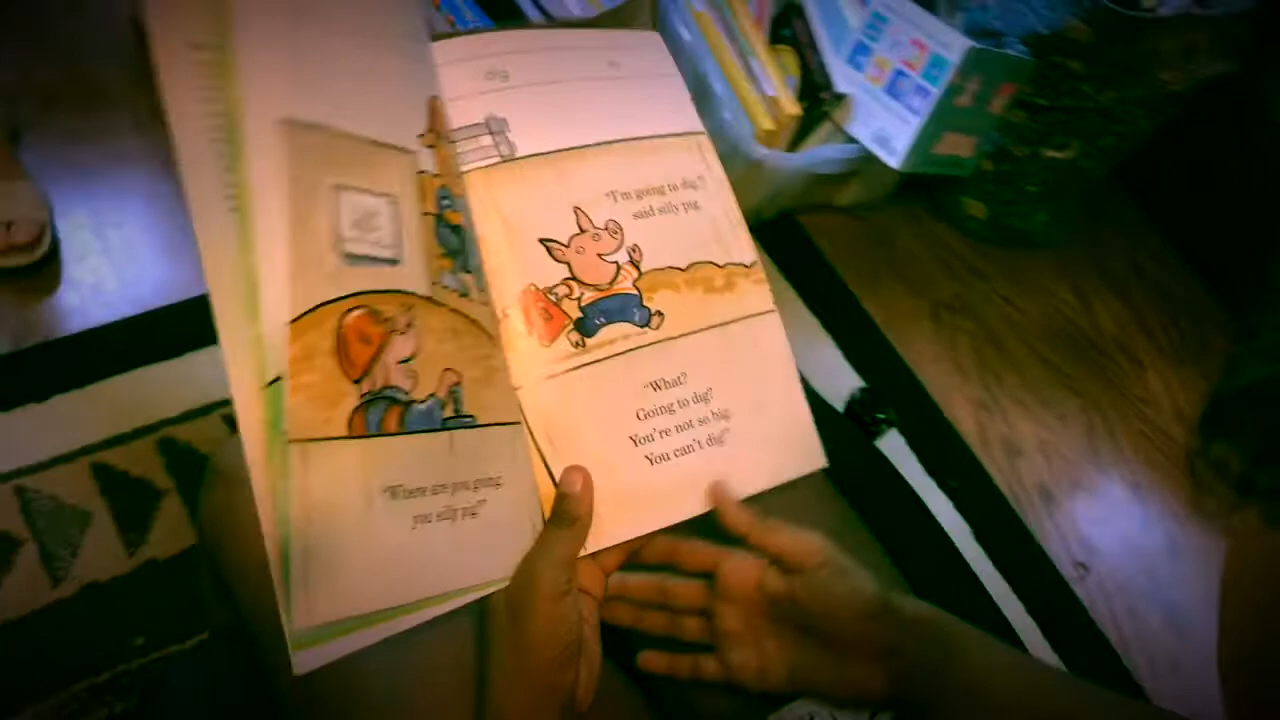 "Where are you going,
you silly pig?"
dig
"I'm going to dig,"
said silly pig.
"What?
Going to dig?
You're not so big.
You can't dig."